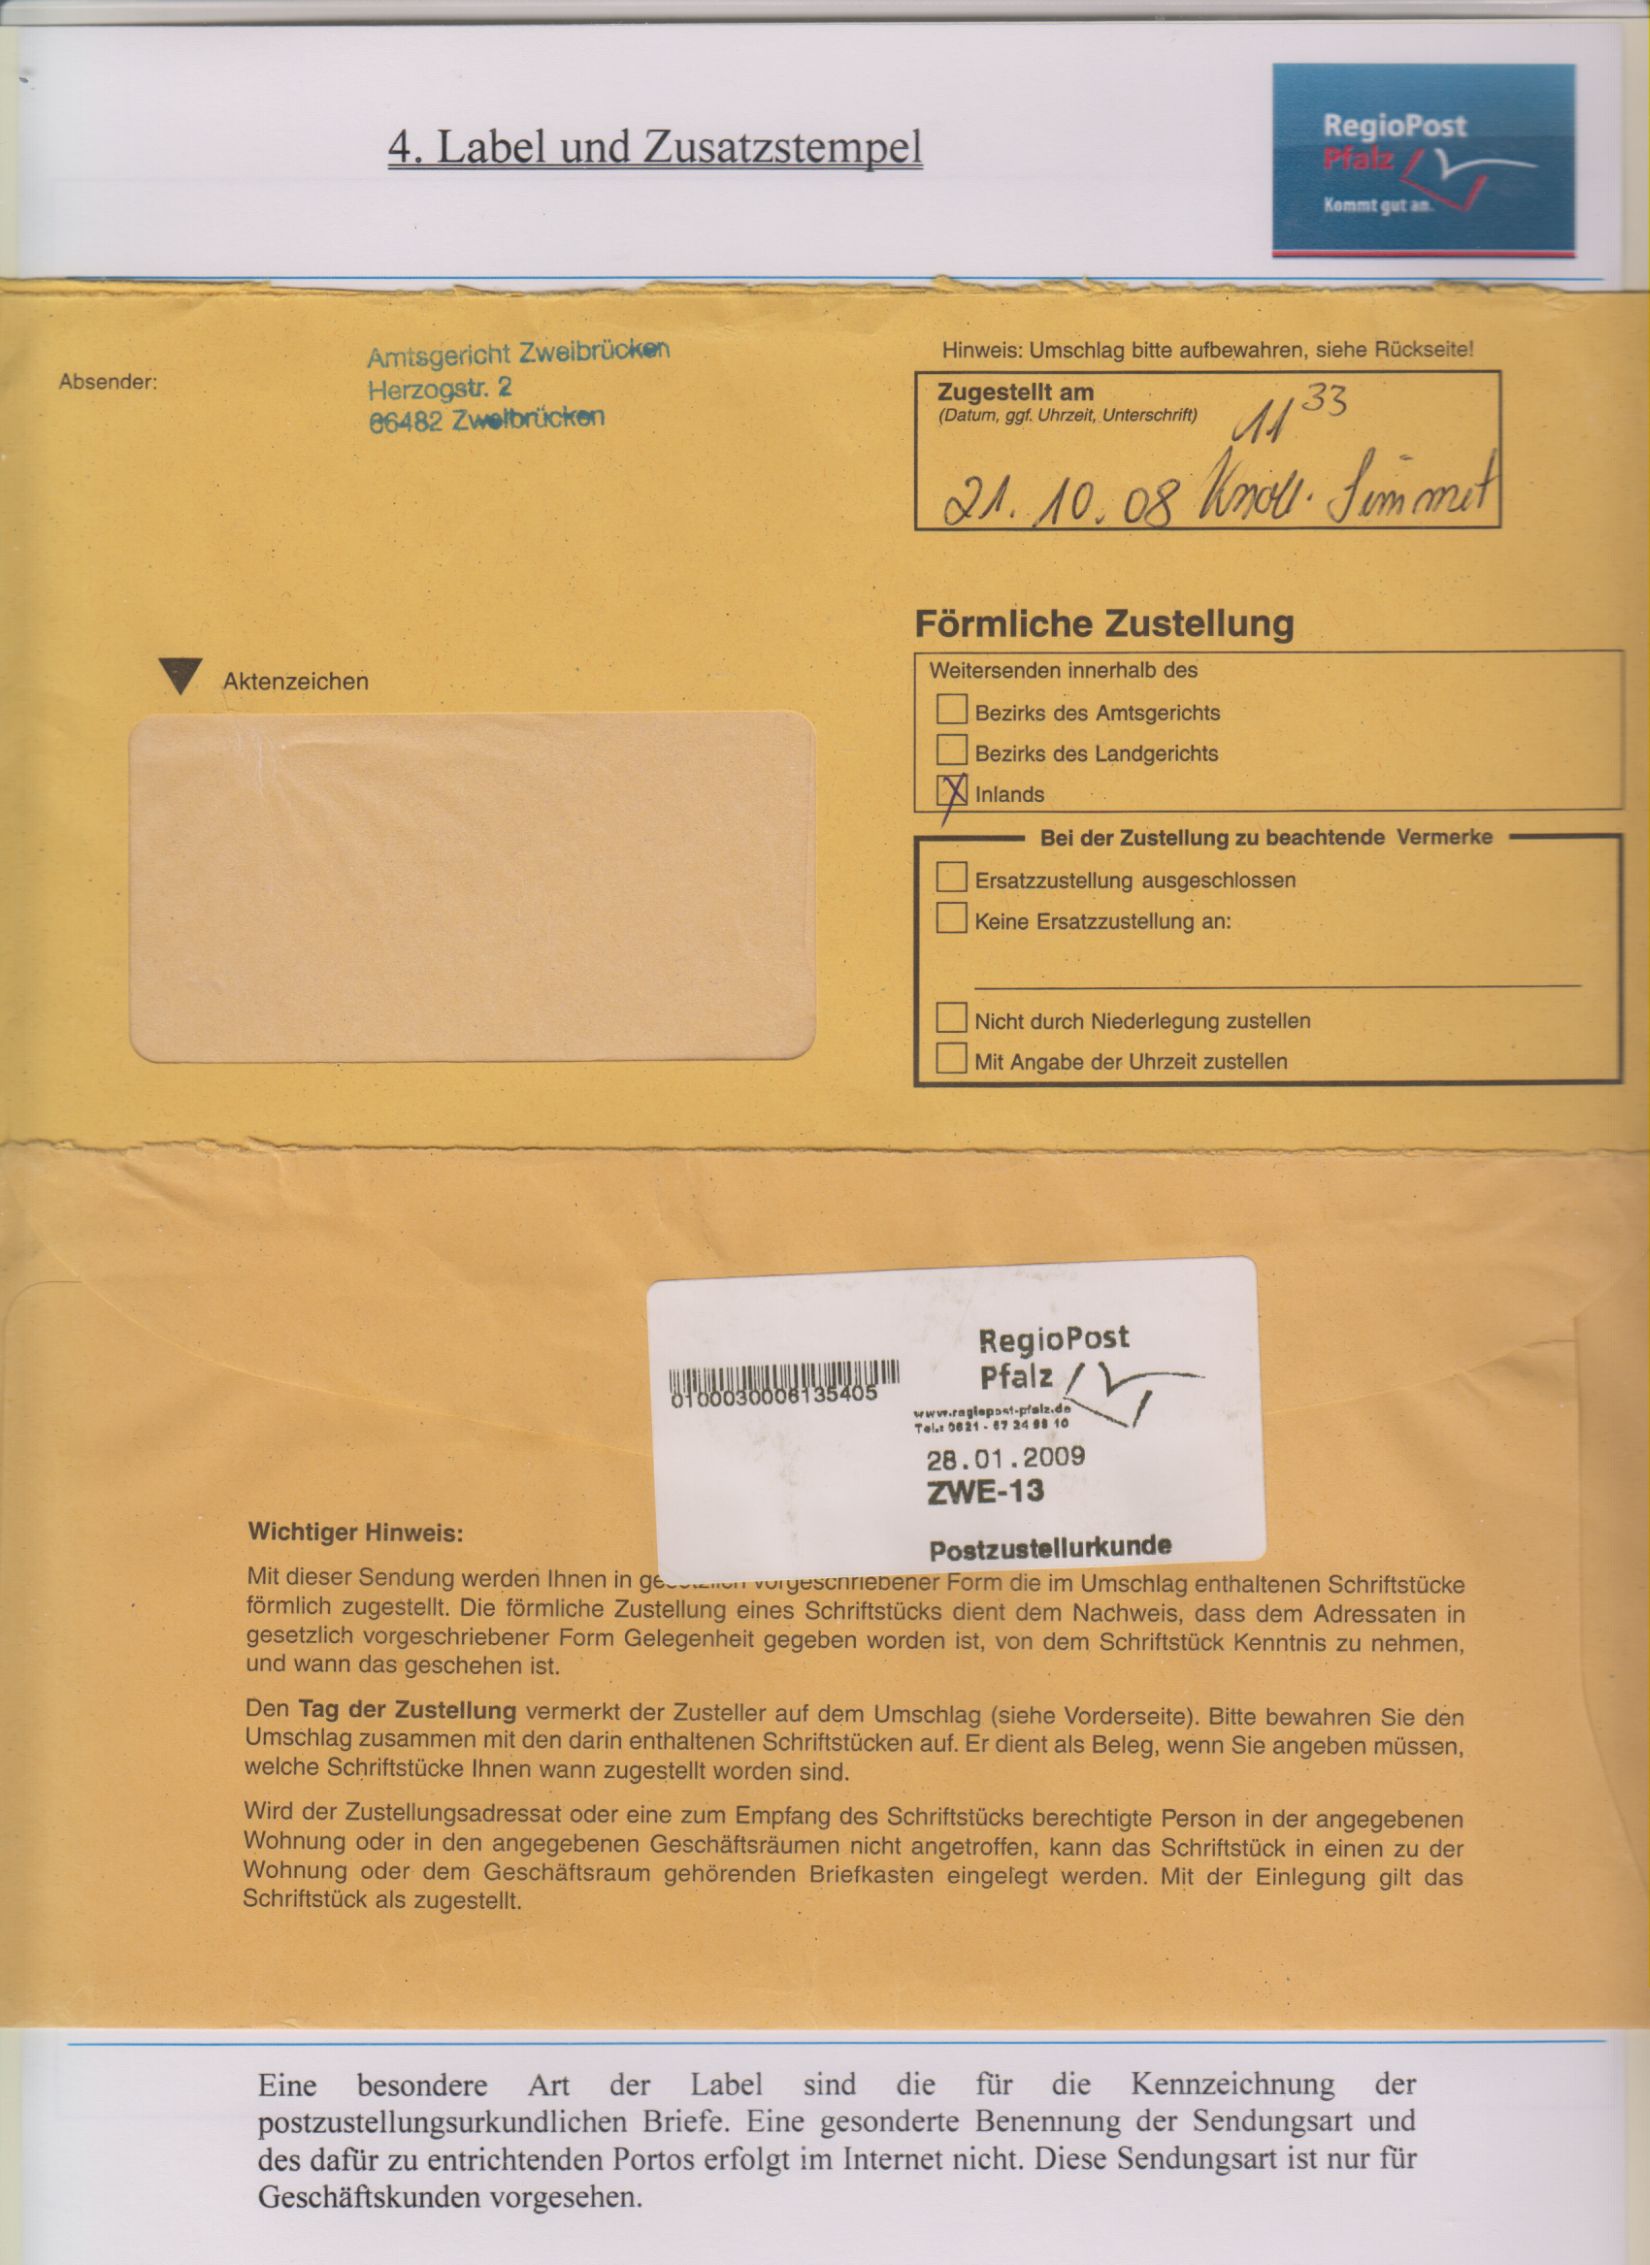 4. Label und Zusatzstempel
RegioPost
Pfalz
Kommt gut an.
Absender:
Amtsgericht Zweibrücken
Herzogstr. 2
66482 Zweibrücken
Hinweis: Umschlag bitte aufbewahren, siehe Rückseite!
Zugestellt am
(Datum, ggf. Uhrzeit, Unterschrift)
11 33
21. 10. 08
Förmliche Zustellung
Weitersenden innerhalb des
Bezirks des Amtsgerichts
Bezirks des Landgerichts
X Inlands
Aktenzeichen
Bei der Zustellung zu beachtende Vermerke
Ersatzzustellung ausgeschlossen
Keine Ersatzzustellung an:
Nicht durch Niederlegung zustellen
Mit Angabe der Uhrzeit zustellen
0100030006135405
RegioPost
Pfalz
www.regiopost-pfalz.de
28.01.2009
ZWE-13
Postzustellurkunde
Wichtiger Hinweis:
Mit dieser Sendung werden Ihnen in gesetzlich vorgeschriebener Form die im Umschlag enthaltenen Schriftstücke
förmlich zugestellt. Die förmliche Zustellung eines Schriftstücks dient dem Nachweis, dass dem Adressaten in
gesetzlich vorgeschriebener Form Gelegenheit gegeben worden ist, von dem Schriftstück Kenntnis zu nehmen,
und wann das geschehen ist.
Den Tag der Zustellung vermerkt der Zusteller auf dem Umschlag (siehe Vorderseite). Bitte bewahren Sie den
Umschlag zusammen mit den darin enthaltenen Schriftstücken auf. Er dient als Beleg, wenn Sie angeben müssen,
welche Schriftstücke Ihnen wann zugestellt worden sind.
Wird der Zustellungsadressat oder eine zum Empfang des Schriftstücks berechtigte Person in der angegebenen
Wohnung oder in den angegebenen Geschäftsräumen nicht angetroffen, kann das Schriftstück in einen zu der
Wohnung oder dem Geschäftsraum gehörenden Briefkasten eingelegt werden. Mit der Einlegung gilt das
Schriftstück als zugestellt.
Eine besondere Art der Label sind die für die Kennzeichnung der
postzustellungsurkundlichen Briefe. Eine gesonderte Benennung der Sendungsart und
des dafür zu entrichtenden Portos erfolgt im Internet nicht. Diese Sendungsart ist nur für
Geschäftskunden vorgesehen.